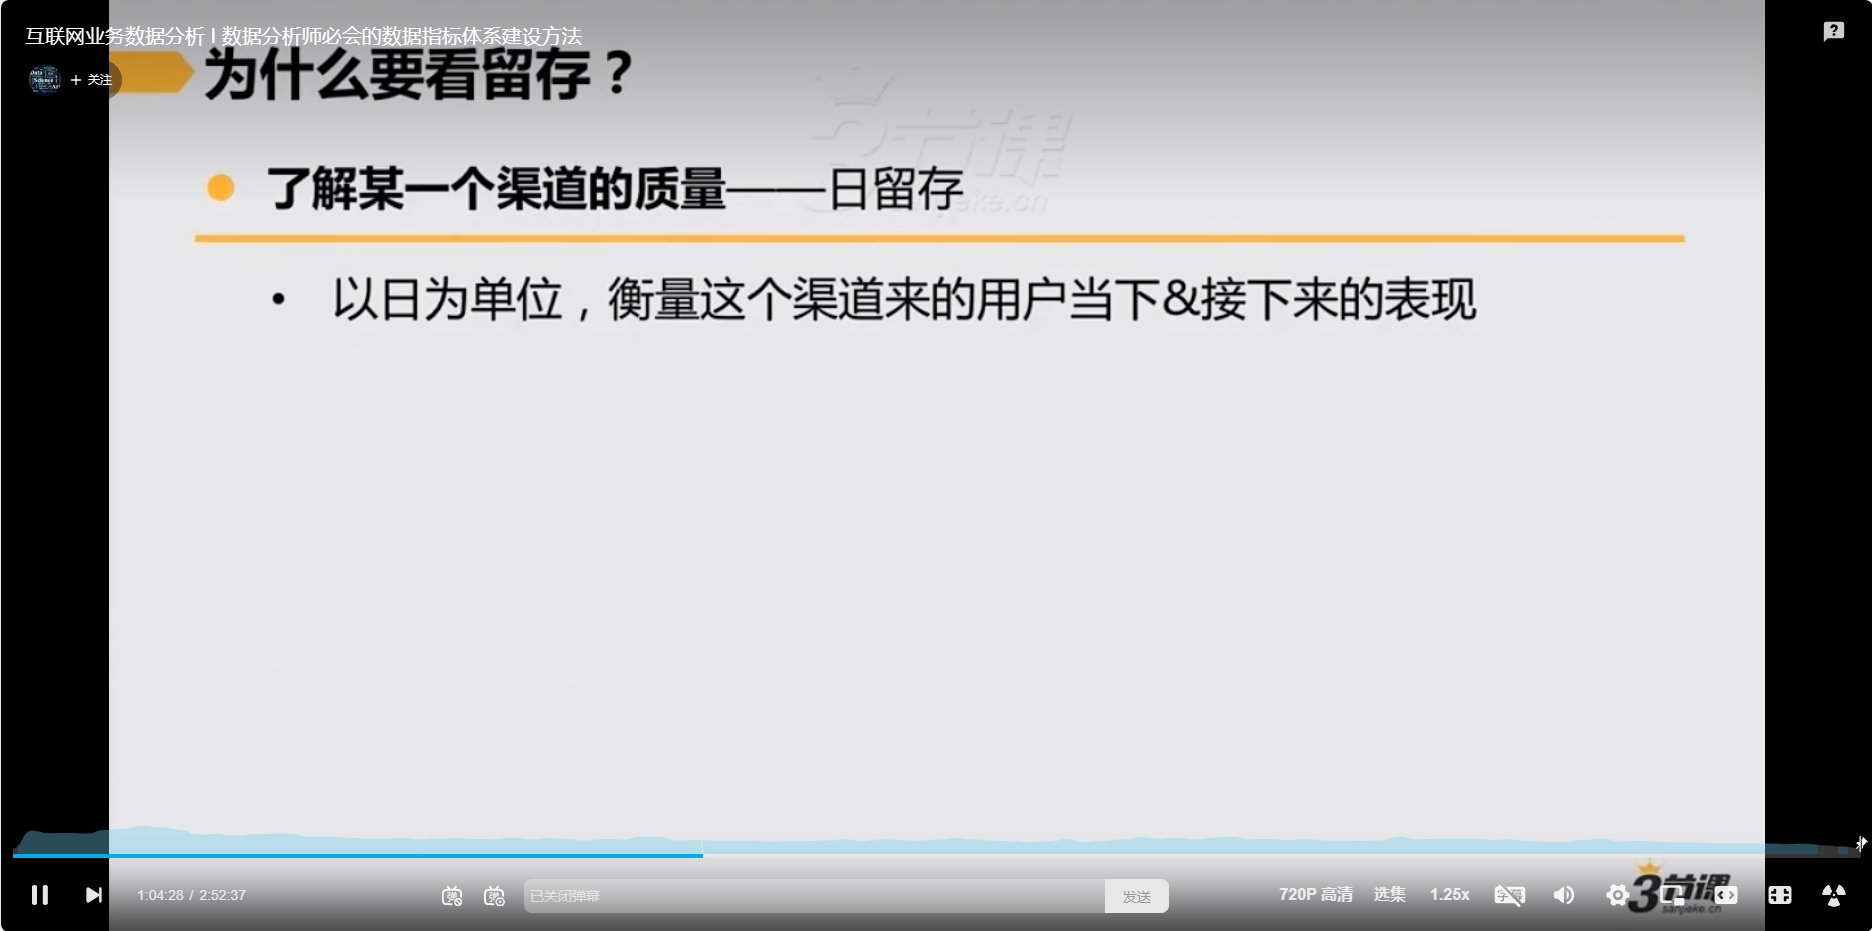 互联网业务数据分析 I 数据分析师必会的数据指标体系建设方法
+ 关注
为什么要看留存？
3节课
sanjieke.cn
了解某一个渠道的质量——日留存
• 以日为单位，衡量这个渠道来的用户当下&接下来的表现
1:04:28 / 2:52:37
已关闭弹幕
发送
720P 高清
选集
1.25x
3节课
sanjieke.cn